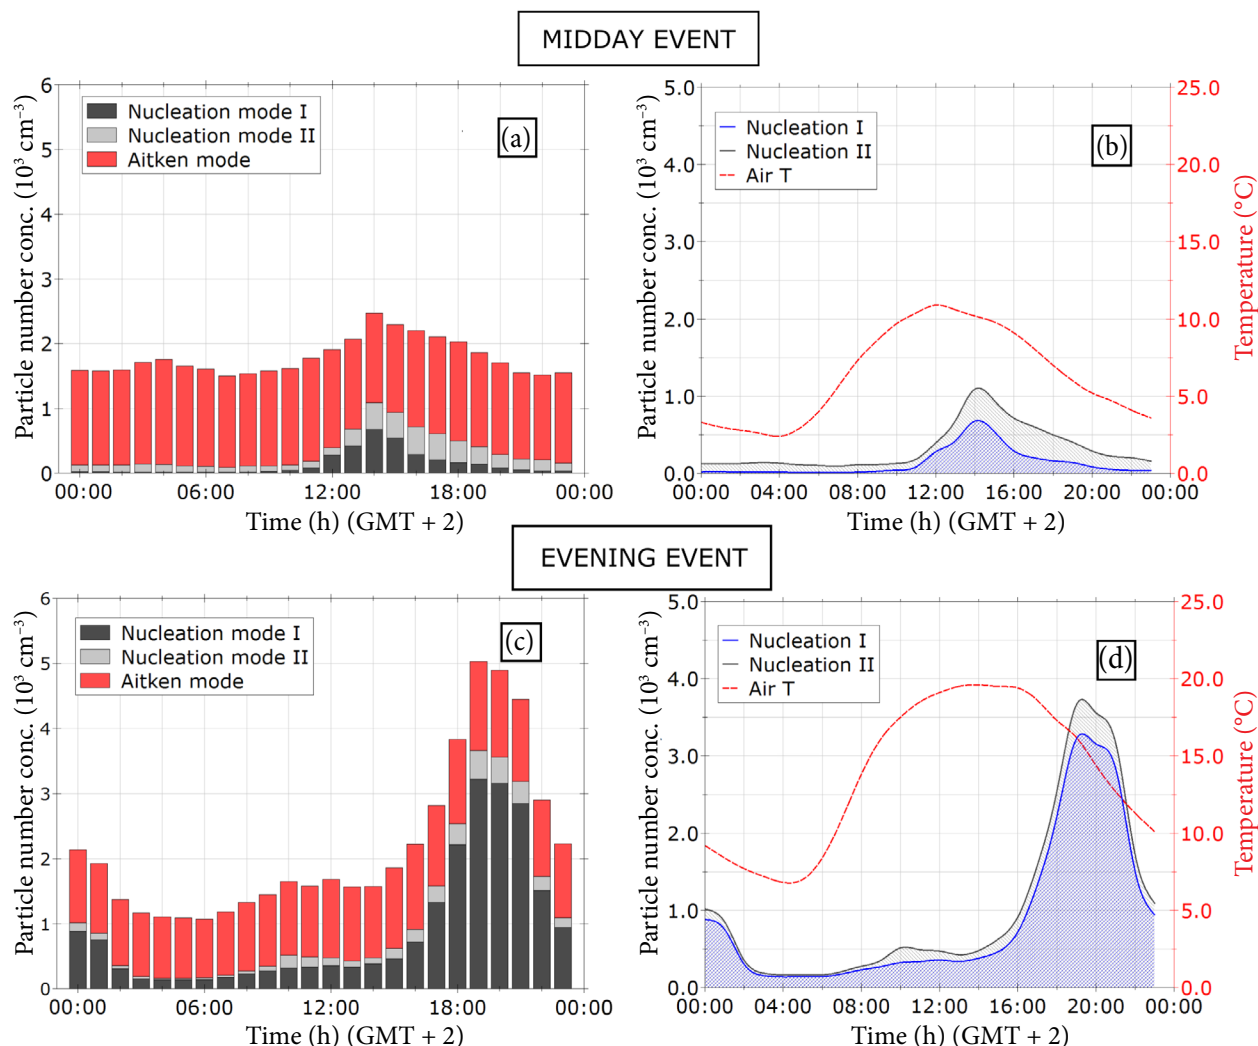 MIDDAY EVENT
Particle number conc. (10³ cm⁻³)
6
5
4
3
2
1
0
Nucleation mode I
Nucleation mode II
Aitken mode
(a)
00:00 06:00 12:00 18:00 00:00
Time (h) (GMT + 2)
Particle number conc. (10³ cm⁻³)
5.0
4.0
3.0
2.0
1.0
0.0
Nucleation I
Nucleation II
Air T
(b)
25.0
20.0
15.0
10.0
5.0
0.0
Temperature (°C)
00:00 04:00 08:00 12:00 16:00 20:00 00:00
Time (h) (GMT + 2)
EVENING EVENT
Particle number conc. (10³ cm⁻³)
6
5
4
3
2
1
0
Nucleation mode I
Nucleation mode II
Aitken mode
(c)
00:00 06:00 12:00 18:00 00:00
Time (h) (GMT + 2)
Particle number conc. (10³ cm⁻³)
5.0
4.0
3.0
2.0
1.0
0.0
Nucleation I
Nucleation II
Air T
(d)
25.0
20.0
15.0
10.0
5.0
0.0
Temperature (°C)
00:00 04:00 08:00 12:00 16:00 20:00 00:00
Time (h) (GMT + 2)